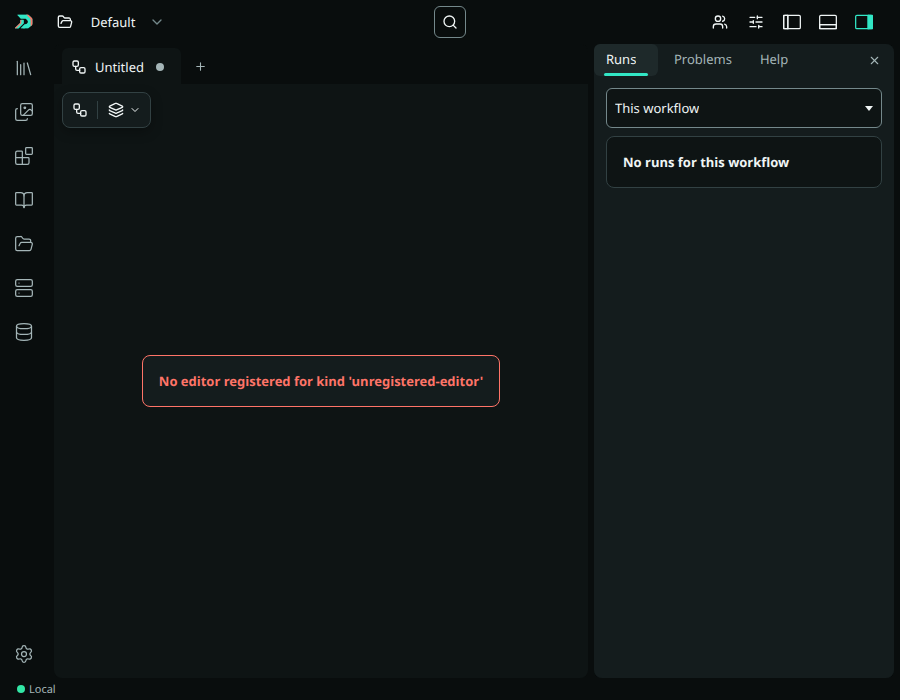 Default
Untitled
Runs
Problems
Help
This workflow
No runs for this workflow
No editor registered for kind 'unregistered-editor'
Local